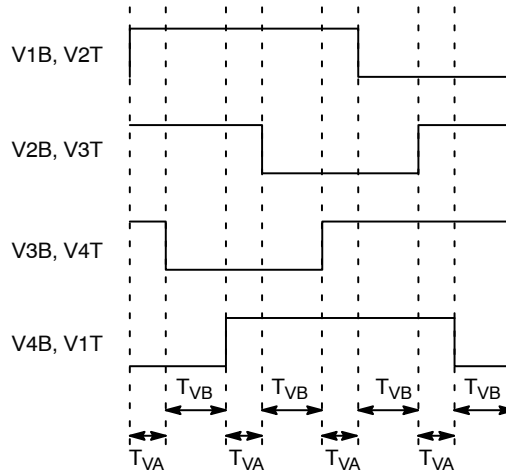 V1B, V2T
V2B, V3T
V3B, V4T
V4B, V1T
TVB TVB TVB TVB
TVA TVA TVA TVA